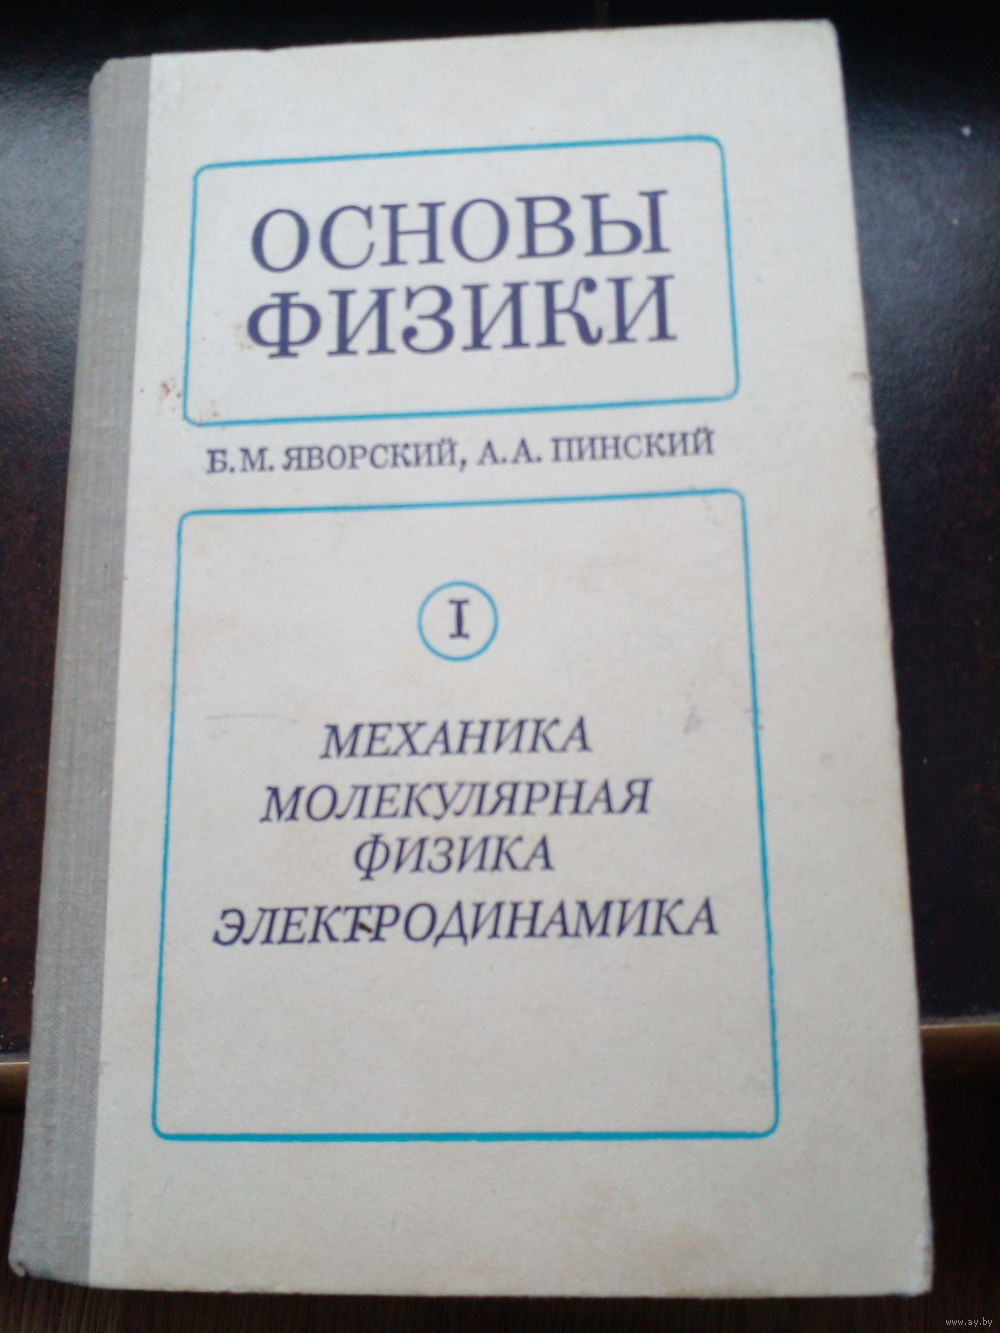 ОСНОВЫ
ФИЗИКИ
Б.М. ЯВОРСКИЙ, А.А. ПИНСКИЙ
I
МЕХАНИКА
МОЛЕКУЛЯРНАЯ
ФИЗИКА
ЭЛЕКТРОДИНАМИКА
www.ay.by